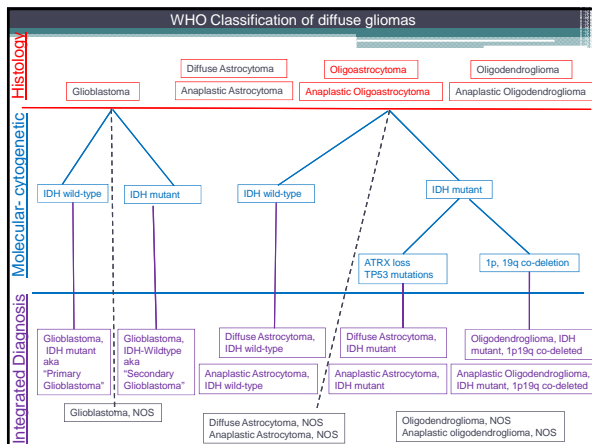 WHO Classification of diffuse gliomas
Histology
Diffuse Astrocytoma
Oligoastrocytoma
Oligodendroglioma
Glioblastoma
Anaplastic Astrocytoma
Anaplastic Oligoastrocytoma
Anaplastic Oligodendroglioma
Molecular- cytogenetic
IDH wild-type
IDH mutant
IDH wild-type
IDH mutant
ATRX loss
TP53 mutations
1p, 19q co-deletion
Integrated Diagnosis
Glioblastoma,
IDH mutant
aka
“Primary
Glioblastoma”
Glioblastoma,
IDH-Wildtype
aka
“Secondary
Glioblastoma”
Diffuse Astrocytoma,
IDH wild-type
Anaplastic Astrocytoma,
IDH wild-type
Diffuse Astrocytoma,
IDH mutant
Anaplastic Astrocytoma,
IDH mutant
Oligodendroglioma, IDH
mutant, 1p19q co-deleted
Anaplastic Oligodendroglioma,
IDH mutant, 1p19q co-deleted
Glioblastoma, NOS
Diffuse Astrocytoma, NOS
Anaplastic Astrocytoma, NOS
Oligodendroglioma, NOS
Anaplastic oligodendroglioma, NOS